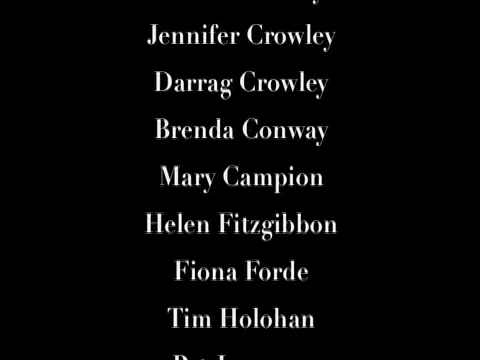 Jennifer Crowley
Darrag Crowley
Brenda Conway
Mary Campion
Helen Fitzgibbon
Fiona Forde
Tim Holohan